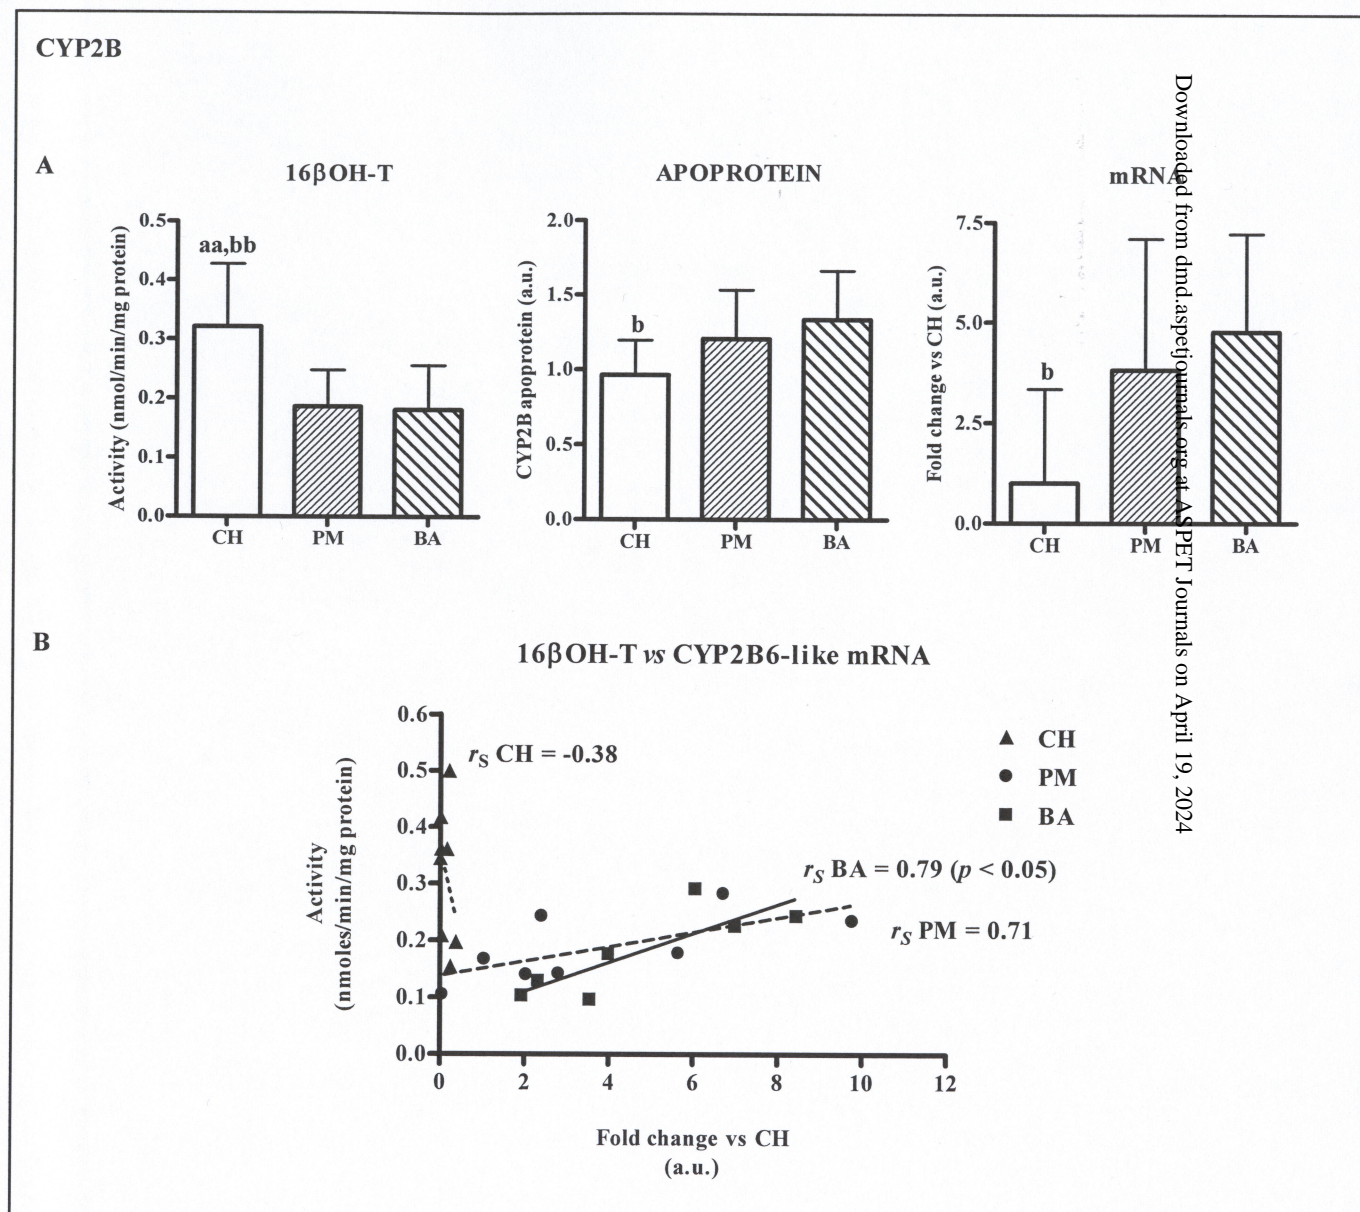 CYP2B
A
16βOH-T
APOPROTEIN
mRNA
Activity (nmol/min/mg protein)
0.5
0.4
0.3
0.2
0.1
0.0
aa,bb
CH
PM
BA
CYP2B apoprotein (a.u.)
2.0
1.5
1.0
0.5
0.0
b
CH
PM
BA
Fold change vs CH (a.u.)
7.5
5.0
2.5
0.0
b
CH
PM
BA
B
16βOH-T vs CYP2B6-like mRNA
Activity
(nmoles/min/mg protein)
0.6
0.5
0.4
0.3
0.2
0.1
0.0
rS CH = -0.38
CH
PM
BA
rS BA = 0.79 (p < 0.05)
rS PM = 0.71
0 2 4 6 8 10 12
Fold change vs CH
(a.u.)
Downloaded from dmd.aspetjournals.org at ASPET Journals on April 19, 2024